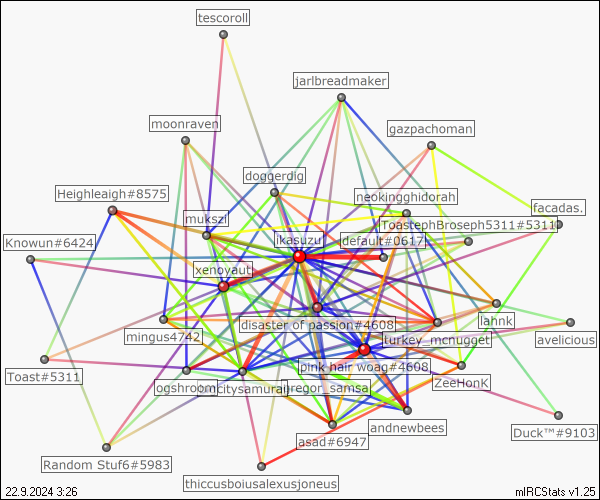 tescoroll
jarlbreadmaker
moonraven
gazpachoman
doggerdig
Heighleaigh#8575
neokingghidorah
facadas.
mukszi
ToastephBroseph5311#5311
Knowun#6424
ikasuzu
default#0617
xenoyaut
disaster of passion#4608
lahnk
mingus4742
turkey_mcnugget
avelicious
pink hair woag#4608
Toast#5311
ogshroom
citysamurai
gregor_samsa
ZeeHonK
andnewbees
asad#6947
Duck™#9103
Random Stuf6#5983
thiccusboiusalexusjoneus
22.9.2024 3:26
mIRCStats v1.25